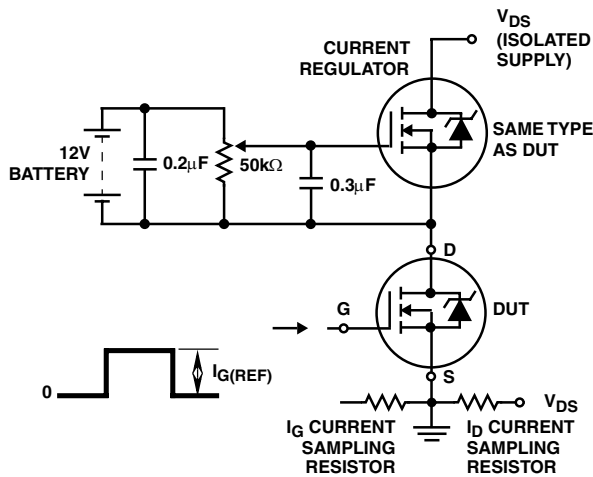 V_DS
(ISOLATED
SUPPLY)
CURRENT
REGULATOR
SAME TYPE
AS DUT
12V
BATTERY
0.2µF
50kΩ
0.3µF
D
G
DUT
I_G(REF)
0
S
V_DS
I_G CURRENT
SAMPLING
RESISTOR
I_D CURRENT
SAMPLING
RESISTOR